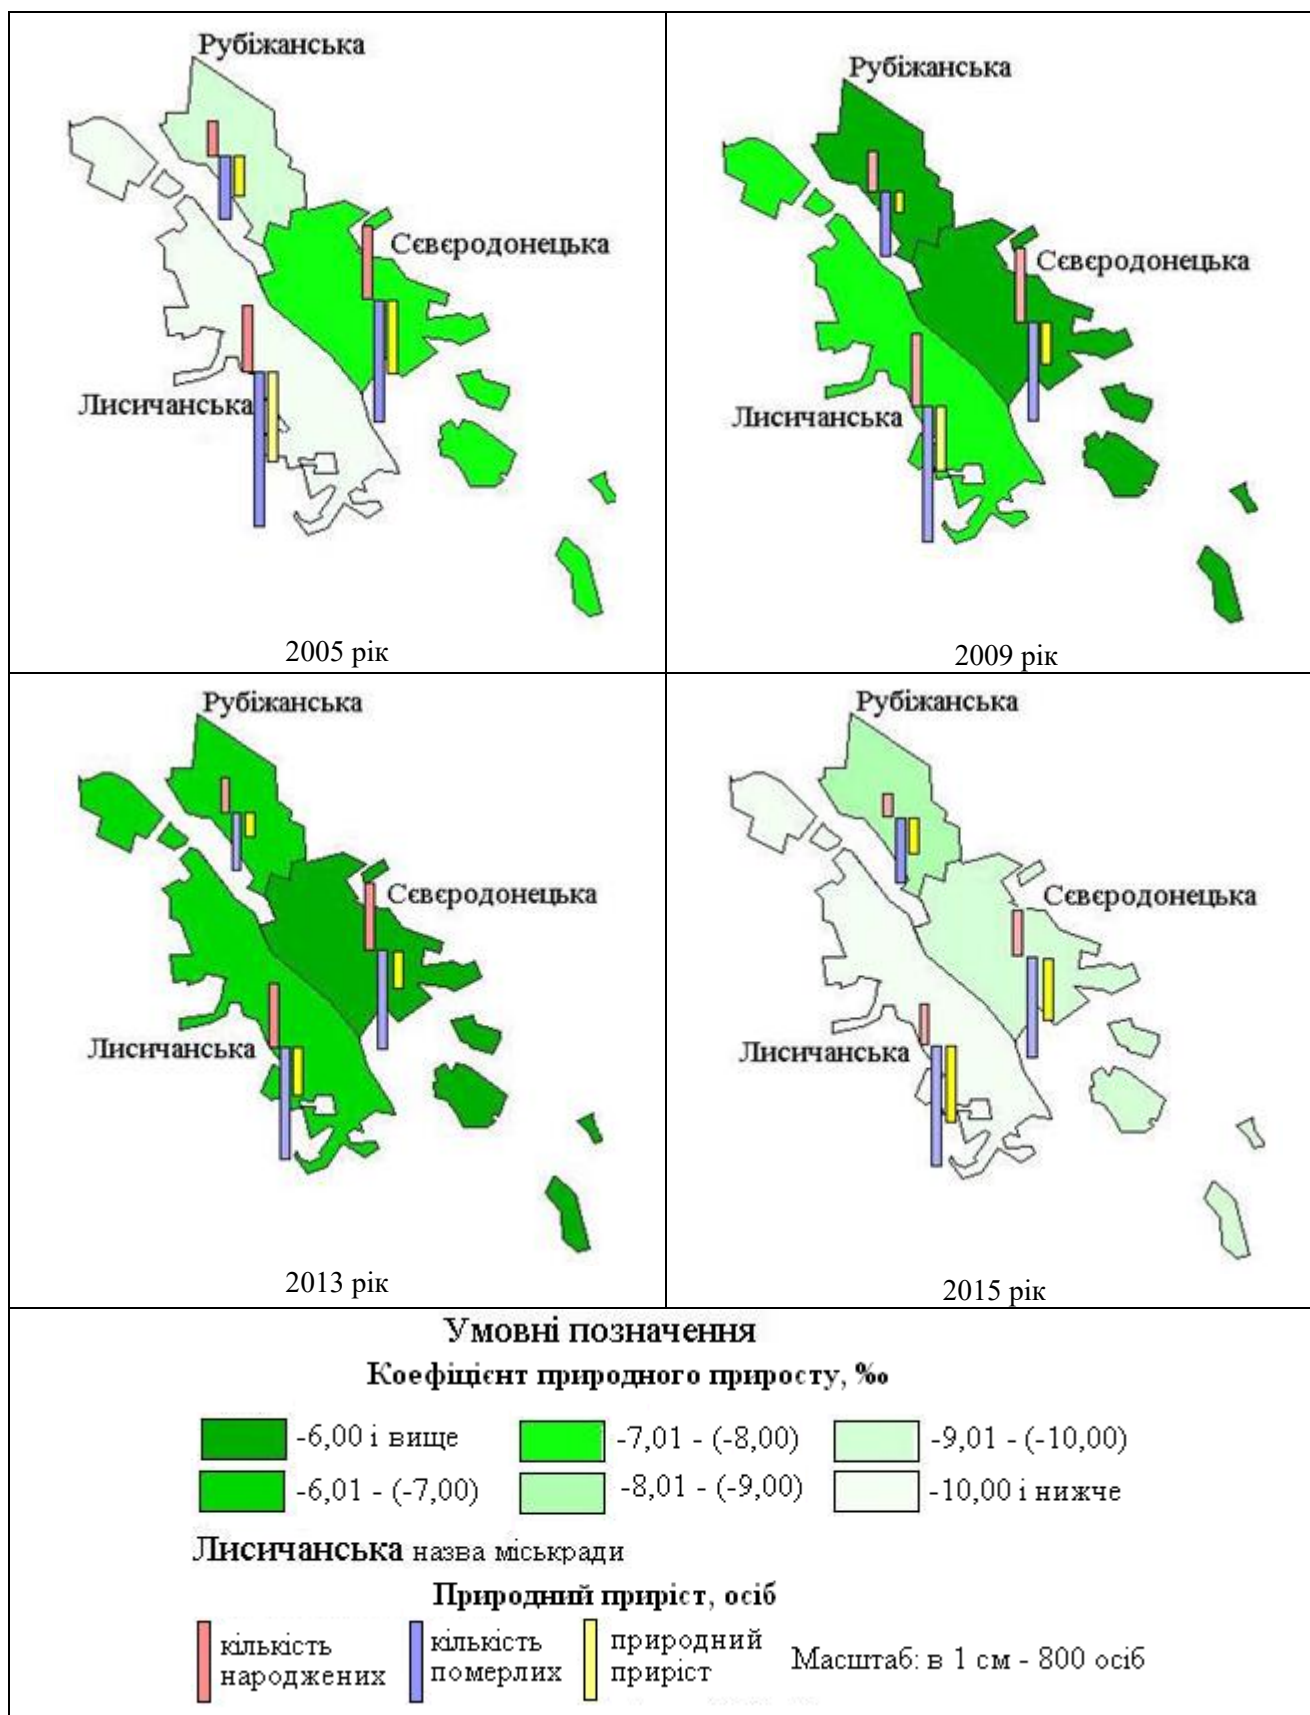 Рубіжанська
Сєвєродонецька
Лисичанська
2005 рік
Рубіжанська
Сєвєродонецька
Лисичанська
2009 рік
Рубіжанська
Сєвєродонецька
Лисичанська
2013 рік
Рубіжанська
Сєвєродонецька
Лисичанська
2015 рік
Умовні позначення
Коефіцієнт природного приросту, ‰
-6,00 і вище
-7,01 - (-8,00)
-9,01 - (-10,00)
-6,01 - (-7,00)
-8,01 - (-9,00)
-10,00 і нижче
Лисичанська назва міськради
Природний приріст, осіб
кількість
народжених
кількість
померлих
природний
приріст
Масштаб: в 1 см - 800 осіб